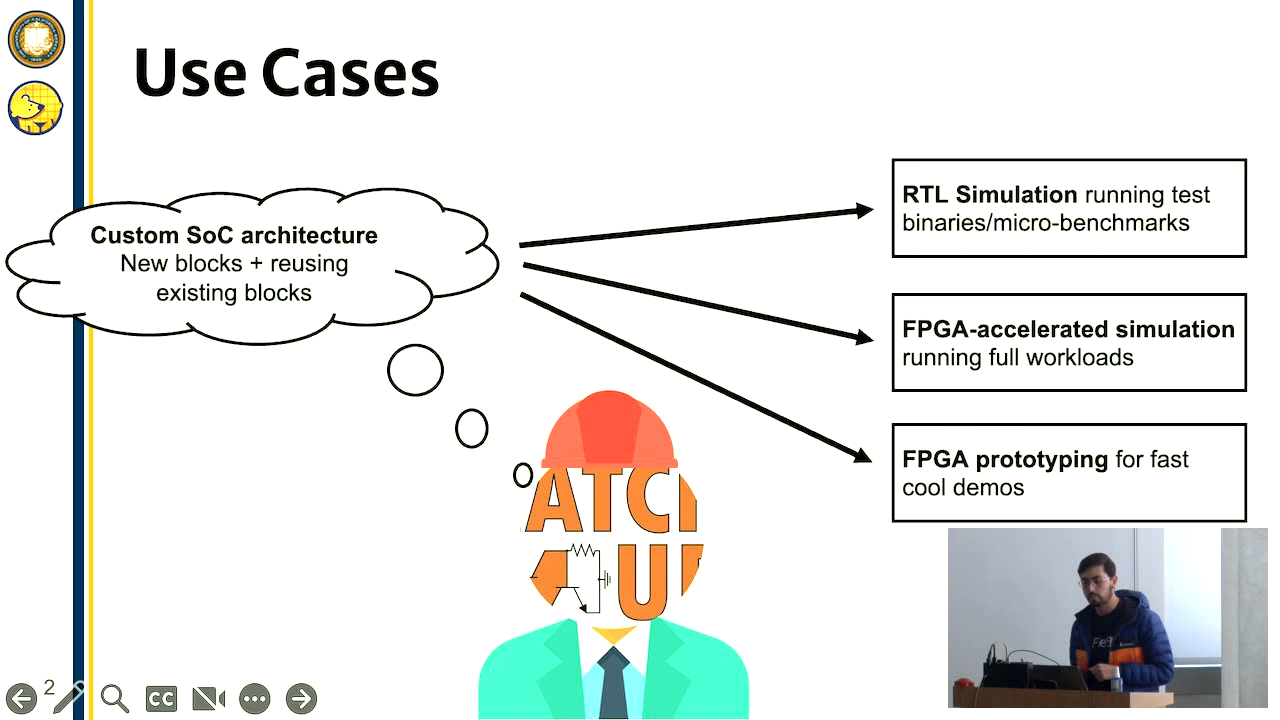 Use Cases
Custom SoC architecture
New blocks + reusing
existing blocks
RTL Simulation running test
binaries/micro-benchmarks
FPGA-accelerated simulation
running full workloads
FPGA prototyping for fast
cool demos
ATC
U
2
CC